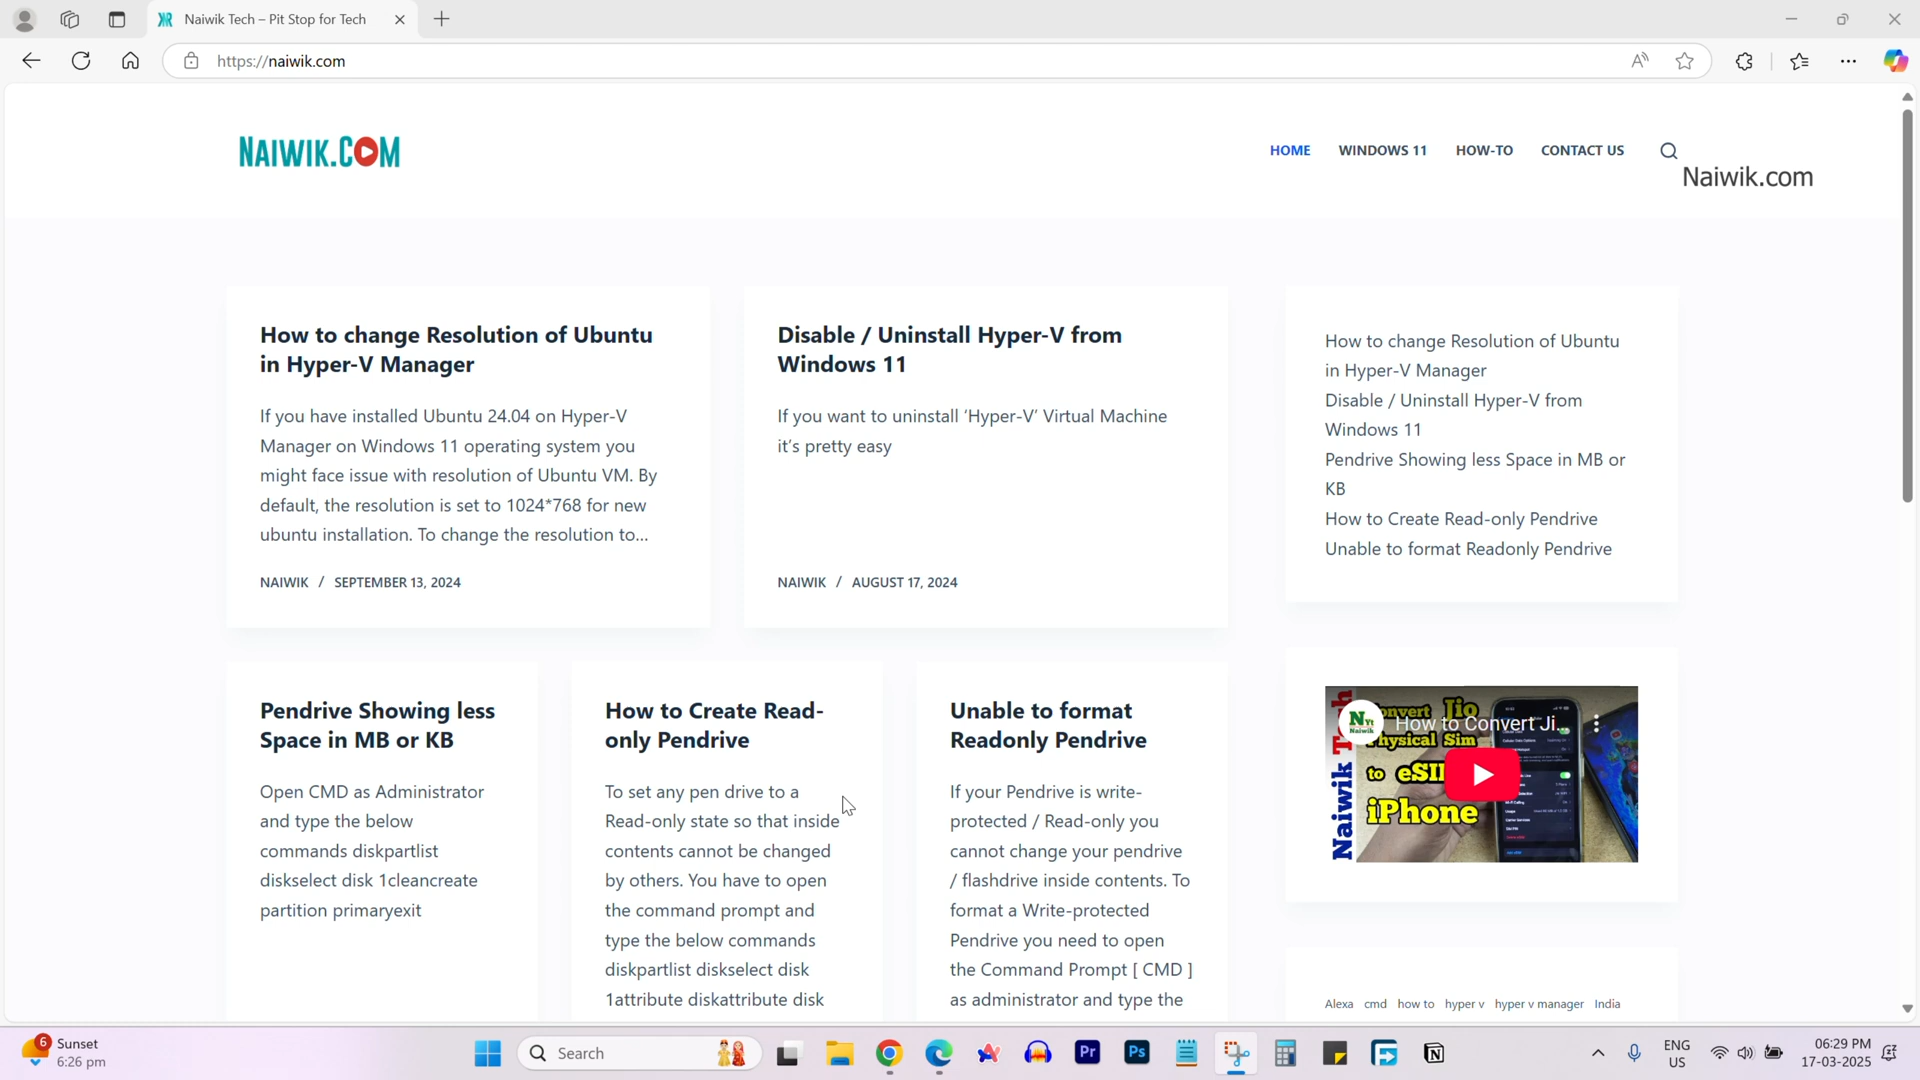 Naiwik Tech – Pit Stop for Tech
https://naiwik.com
NAIWIK.COM
HOME WINDOWS 11 HOW-TO CONTACT US
Naiwik.com
How to change Resolution of Ubuntu
in Hyper-V Manager
If you have installed Ubuntu 24.04 on Hyper-V
Manager on Windows 11 operating system you
might face issue with resolution of Ubuntu VM. By
default, the resolution is set to 1024*768 for new
ubuntu installation. To change the resolution to...
NAIWIK / SEPTEMBER 13, 2024
Disable / Uninstall Hyper-V from
Windows 11
If you want to uninstall ‘Hyper-V’ Virtual Machine
it’s pretty easy
NAIWIK / AUGUST 17, 2024
How to change Resolution of Ubuntu
in Hyper-V Manager
Disable / Uninstall Hyper-V from
Windows 11
Pendrive Showing less Space in MB or
KB
How to Create Read-only Pendrive
Unable to format Readonly Pendrive
Pendrive Showing less
Space in MB or KB
Open CMD as Administrator
and type the below
commands diskpartlist
diskselect disk 1cleancreate
partition primaryexit
How to Create Read-
only Pendrive
To set any pen drive to a
Read-only state so that inside
contents cannot be changed
by others. You have to open
the command prompt and
type the below commands
diskpartlist diskselect disk
1attribute diskattribute disk
Unable to format
Readonly Pendrive
If your Pendrive is write-
protected / Read-only you
cannot change your pendrive
/ flashdrive inside contents. To
format a Write-protected
Pendrive you need to open
the Command Prompt [ CMD ]
as administrator and type the
How to Convert Ji...
Convert Jio
Physical Sim
to eSIM
iPhone
Naiwik Tech
Alexa cmd how to hyper v hyper v manager India
6
Sunset
6:26 pm
Search
Pr
Ps
ENG
US
06:29 PM
17-03-2025